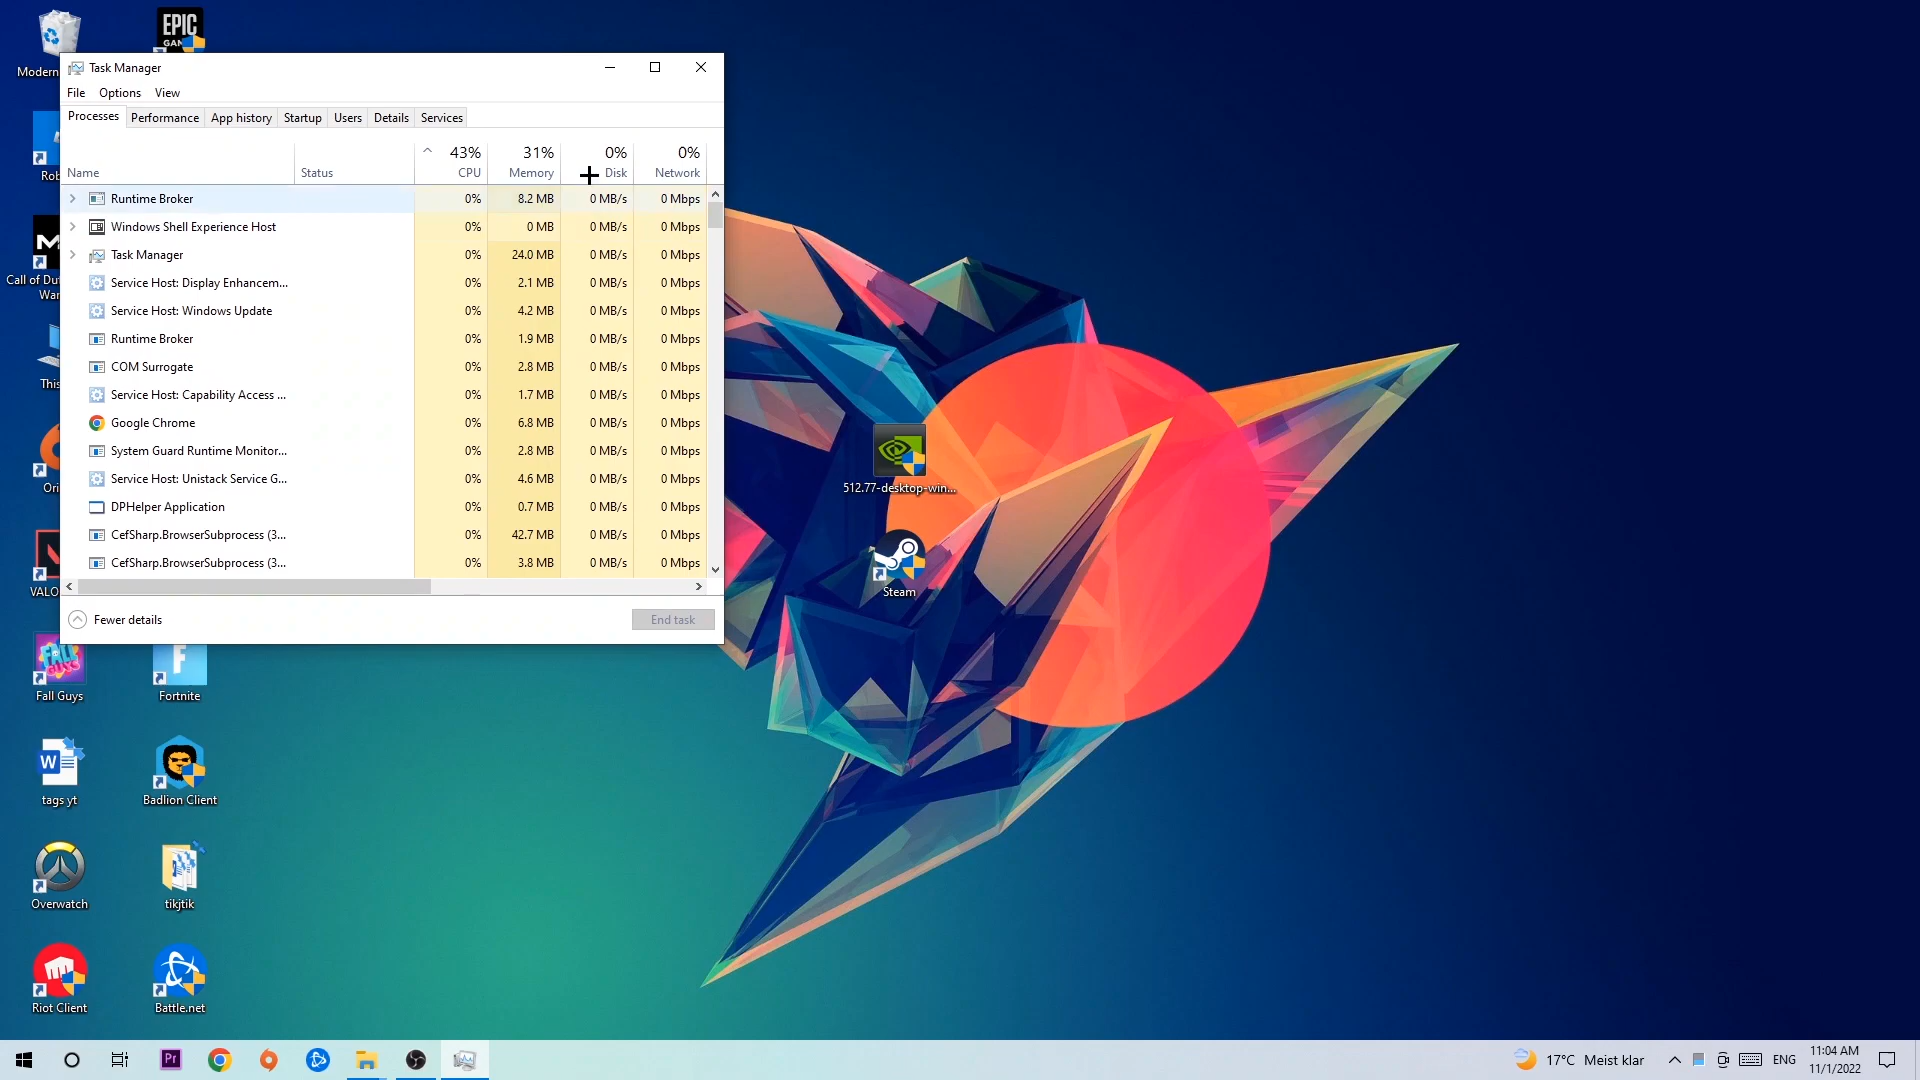 EPIC
GAM
Modern
Rob
M
Call of Du
War
This
Ori
VALO
Task Manager
File Options View
Processes Performance App history Startup Users Details Services
43% 31% 0% 0%
Name Status CPU Memory Disk Network
Runtime Broker 0% 8.2 MB 0 MB/s 0 Mbps
Windows Shell Experience Host 0% 0 MB 0 MB/s 0 Mbps
Task Manager 0% 24.0 MB 0 MB/s 0 Mbps
Service Host: Display Enhancem... 0% 2.1 MB 0 MB/s 0 Mbps
Service Host: Windows Update 0% 4.2 MB 0 MB/s 0 Mbps
Runtime Broker 0% 1.9 MB 0 MB/s 0 Mbps
COM Surrogate 0% 2.8 MB 0 MB/s 0 Mbps
Service Host: Capability Access ... 0% 1.7 MB 0 MB/s 0 Mbps
Google Chrome 0% 6.8 MB 0 MB/s 0 Mbps
System Guard Runtime Monitor... 0% 2.8 MB 0 MB/s 0 Mbps
Service Host: Unistack Service G... 0% 4.6 MB 0 MB/s 0 Mbps
DPHelper Application 0% 0.7 MB 0 MB/s 0 Mbps
CefSharp.BrowserSubprocess (3... 0% 42.7 MB 0 MB/s 0 Mbps
CefSharp.BrowserSubprocess (3... 0% 3.8 MB 0 MB/s 0 Mbps
Fewer details End task
512.77-desktop-win...
Steam
FALL GUYS
F
Fall Guys Fortnite
W
tags yt Badlion Client
Overwatch tikjtik
Riot Client Battle.net
Pr
17°C Meist klar ENG 11:04 AM
11/1/2022